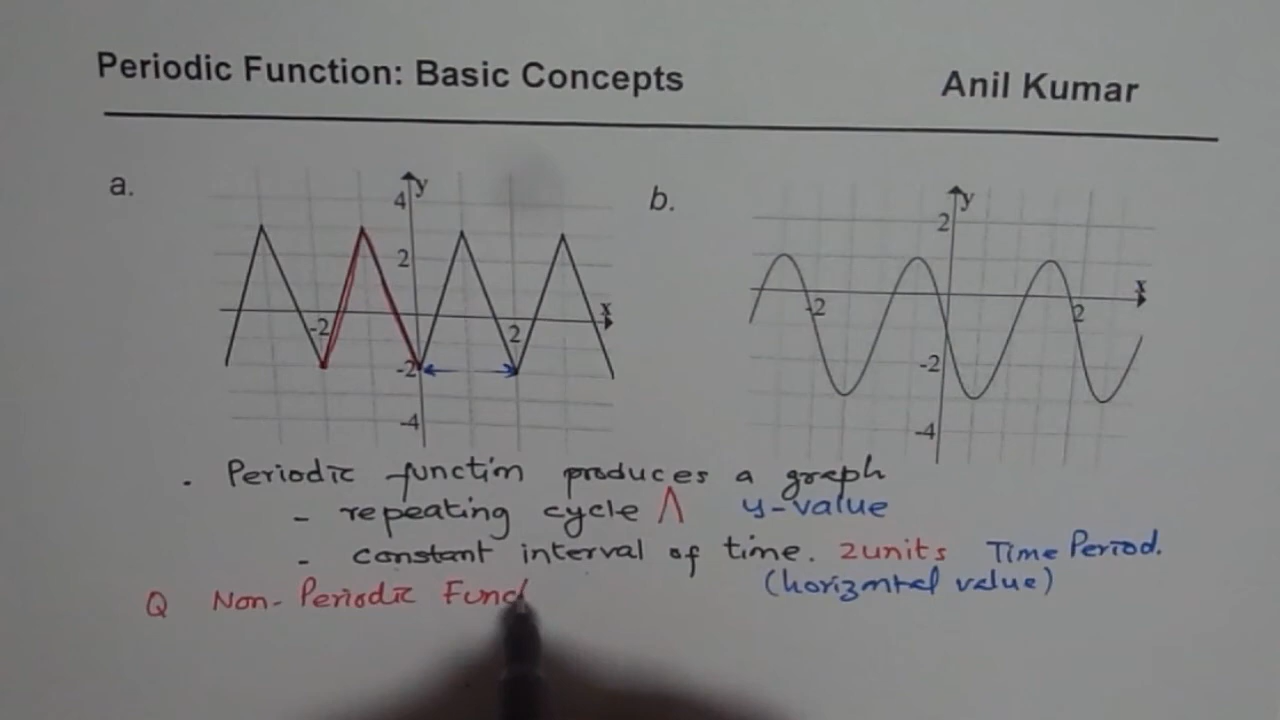 Periodic Function: Basic Concepts Anil Kumar
a.
4 y
2
-2 2 x
-2
-4
b.
2 y
-2 2 x
-2
-4
. Periodic function produces a graph
- repeating cycle Λ y-value
- constant interval of time. 2units Time Period.
(horizontal value)
Q Non-Periodic Func